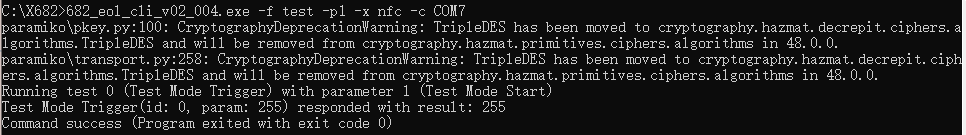 C:\X682>682_eol_cli_v02_004.exe -f test -p1 -x nfc -c COM7
paramiko\pkey.py:100: CryptographyDeprecationWarning: TripleDES has been moved to cryptography.hazmat.decrepit.ciphers.a
lgorithms.TripleDES and will be removed from cryptography.hazmat.primitives.ciphers.algorithms in 48.0.0.
paramiko\transport.py:258: CryptographyDeprecationWarning: TripleDES has been moved to cryptography.hazmat.decrepit.ciph
ers.algorithms.TripleDES and will be removed from cryptography.hazmat.primitives.ciphers.algorithms in 48.0.0.
Running test 0 (Test Mode Trigger) with parameter 1 (Test Mode Start)
Test Mode Trigger(id: 0, param: 255) responded with result: 255
Command success (Program exited with exit code 0)